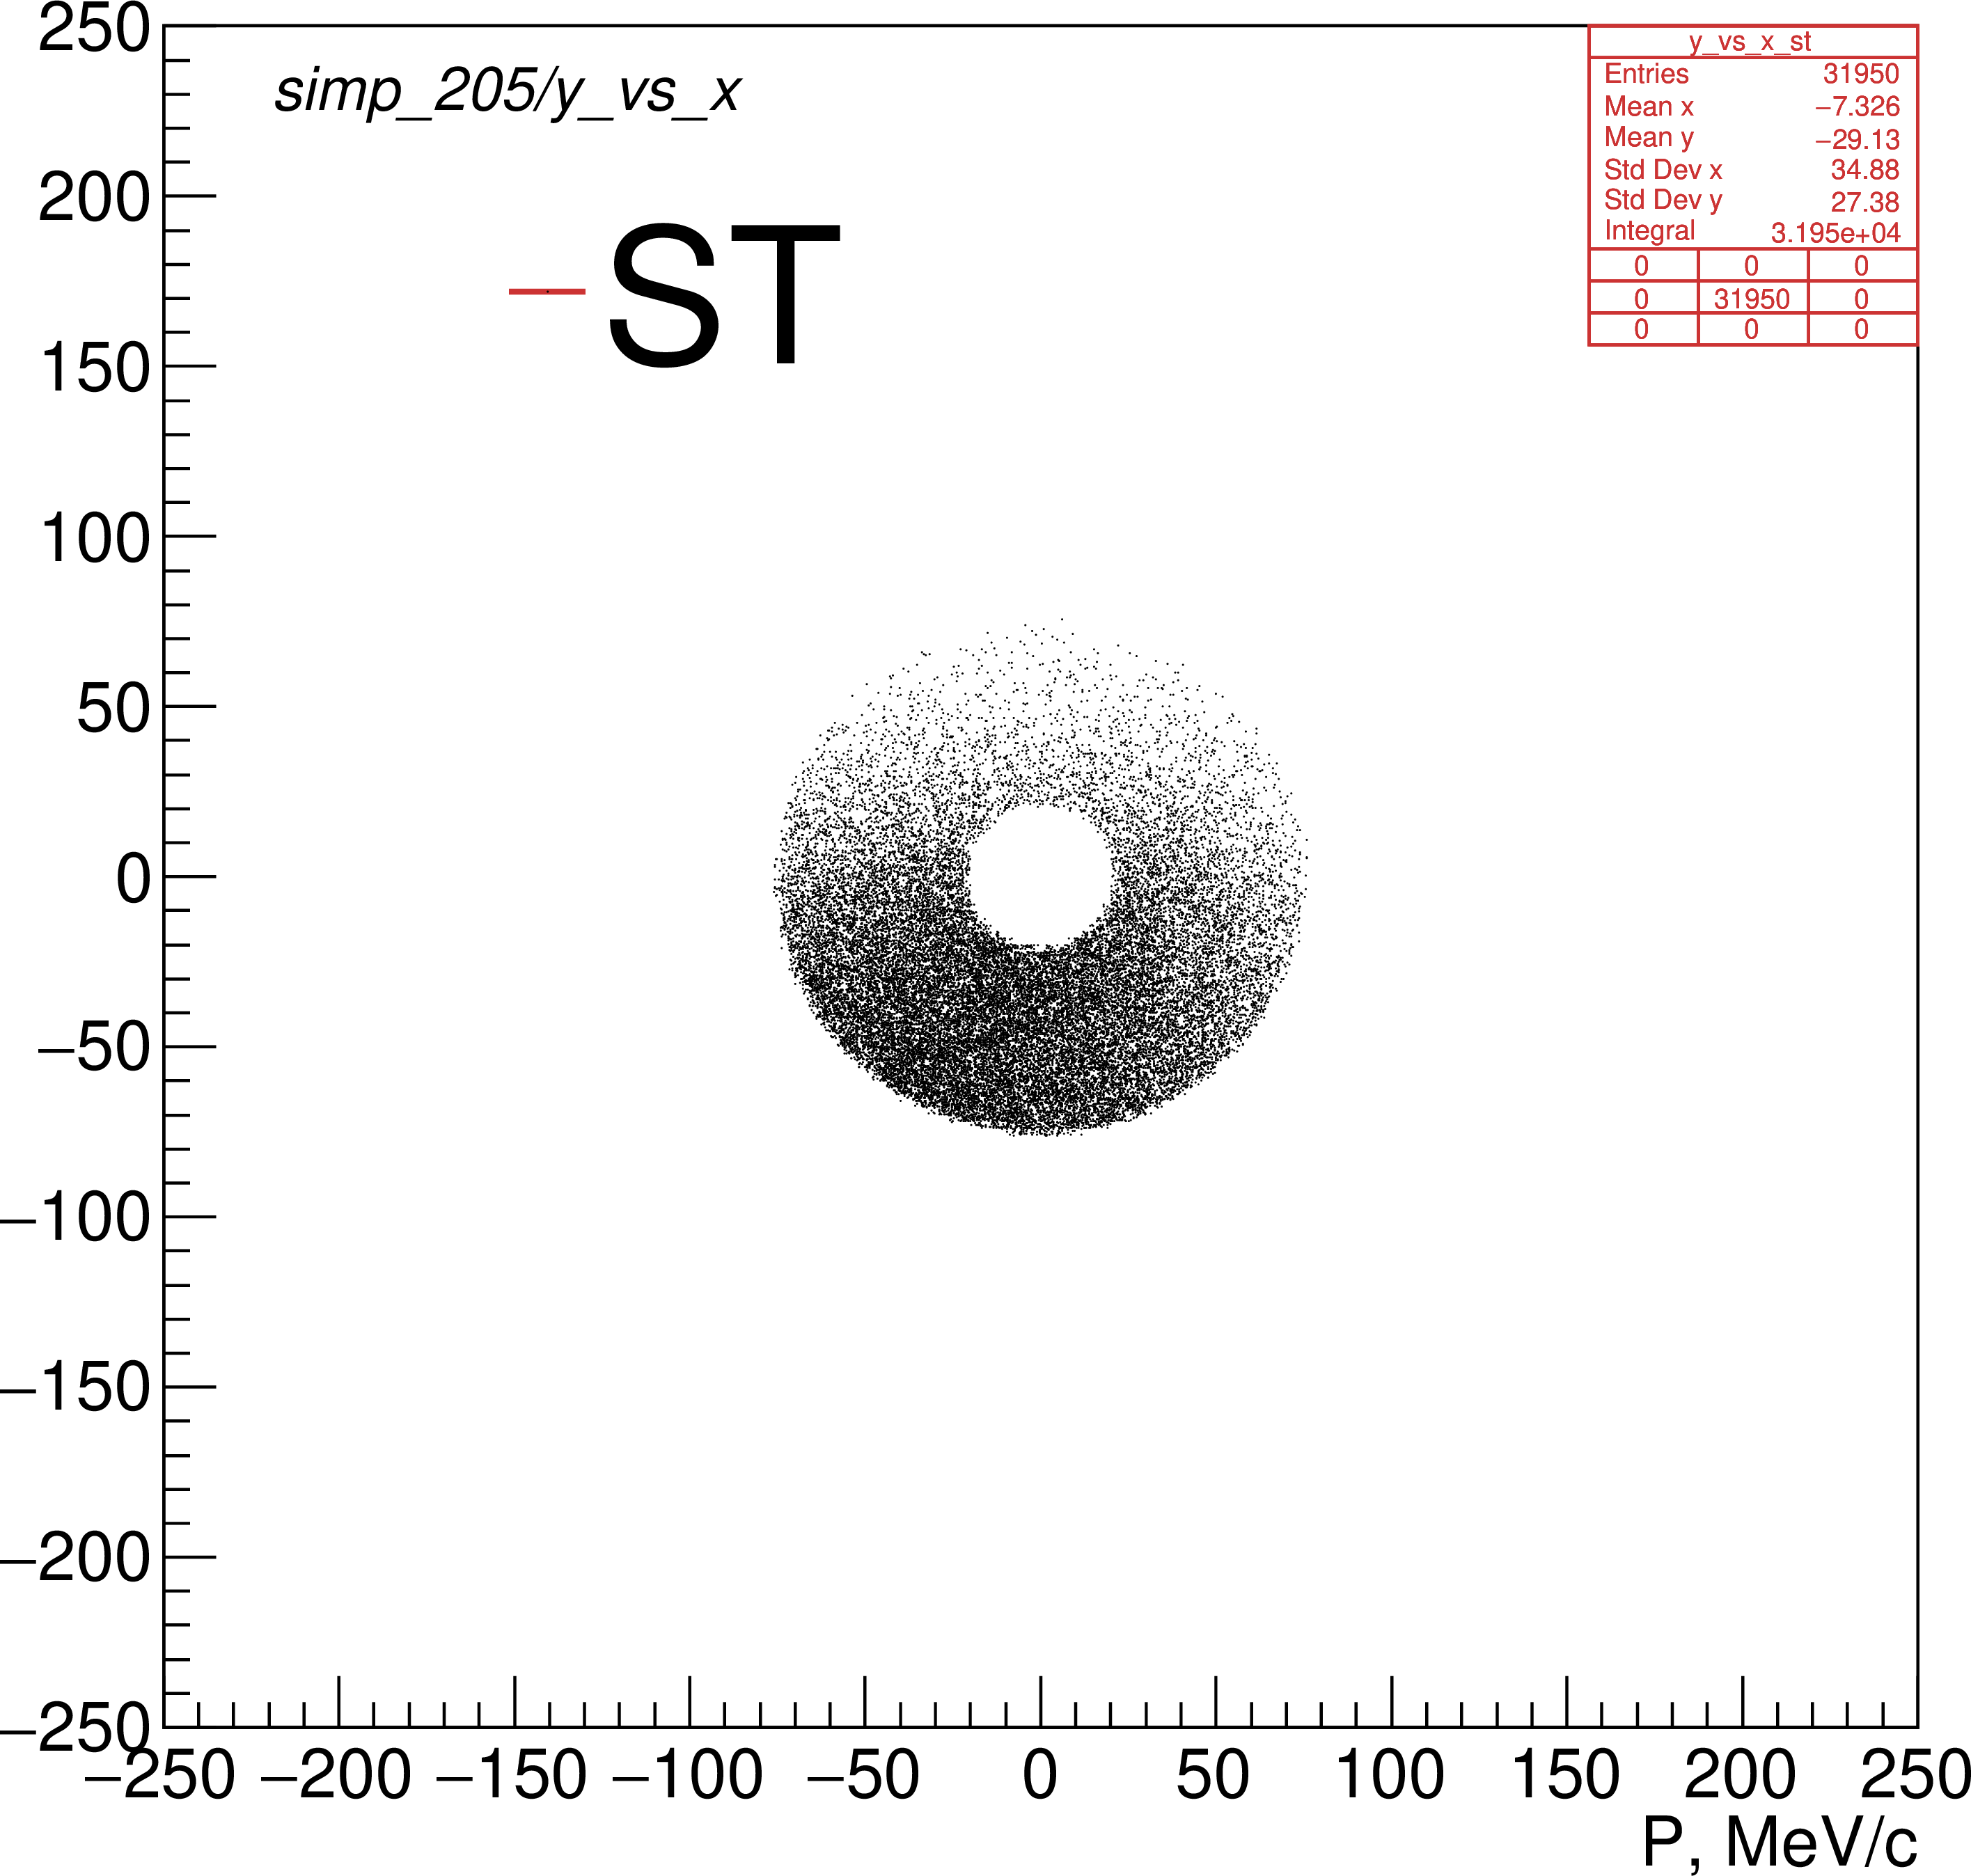 simp_205/y_vs_x
ST
y_vs_x_st
Entries 31950
Mean x −7.326
Mean y −29.13
Std Dev x 34.88
Std Dev y 27.38
Integral 3.195e+04
0 0 0
0 31950 0
0 0 0
250
200
150
100
50
0
−50
−100
−150
−200
−250
−250 −200 −150 −100 −50 0 50 100 150 200 250
P, MeV/c